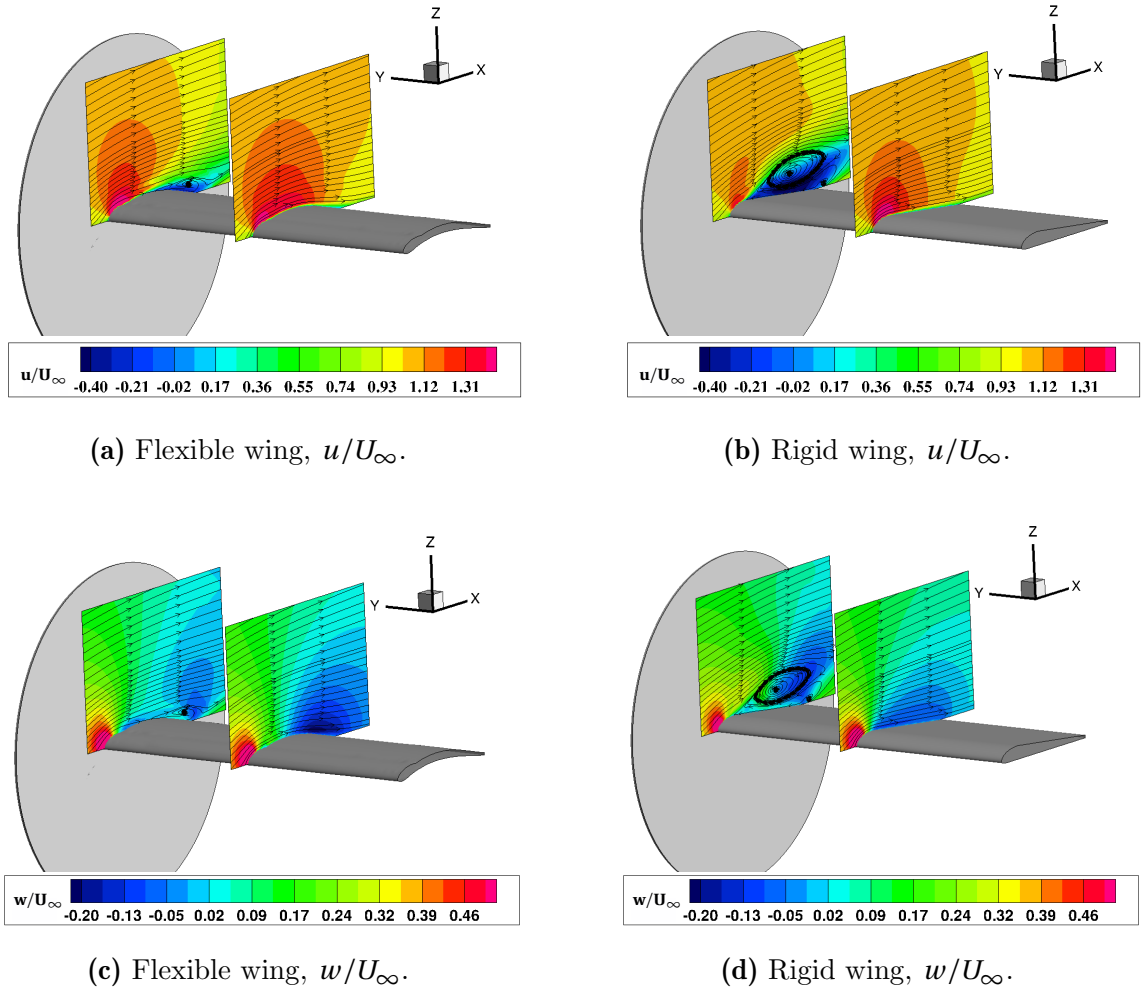 Z
Y
X
u/U∞
-0.40 -0.21 -0.02 0.17 0.36 0.55 0.74 0.93 1.12 1.31
(a) Flexible wing, u/U∞.
Z
Y
X
u/U∞
-0.40 -0.21 -0.02 0.17 0.36 0.55 0.74 0.93 1.12 1.31
(b) Rigid wing, u/U∞.
Z
Y
X
w/U∞
-0.20 -0.13 -0.05 0.02 0.09 0.17 0.24 0.32 0.39 0.46
(c) Flexible wing, w/U∞.
Z
Y
X
w/U∞
-0.20 -0.13 -0.05 0.02 0.09 0.17 0.24 0.32 0.39 0.46
(d) Rigid wing, w/U∞.